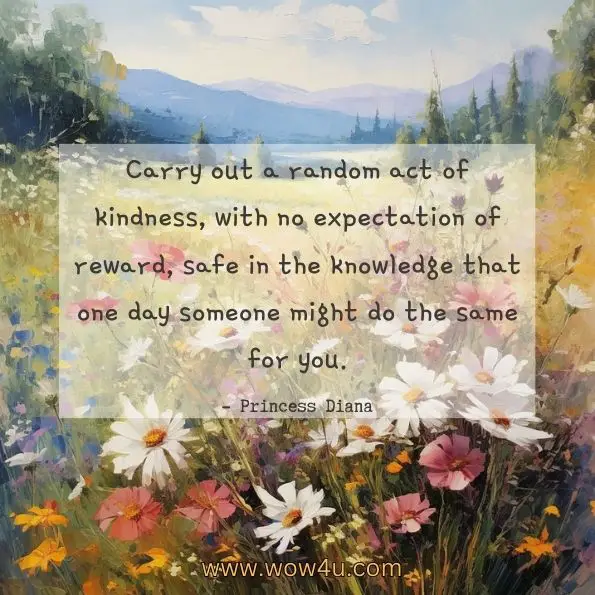 Carry out a random act of
kindness, with no expectation of
reward, safe in the knowledge that
one day someone might do the same
for you.
- Princess Diana
www.wow4u.com